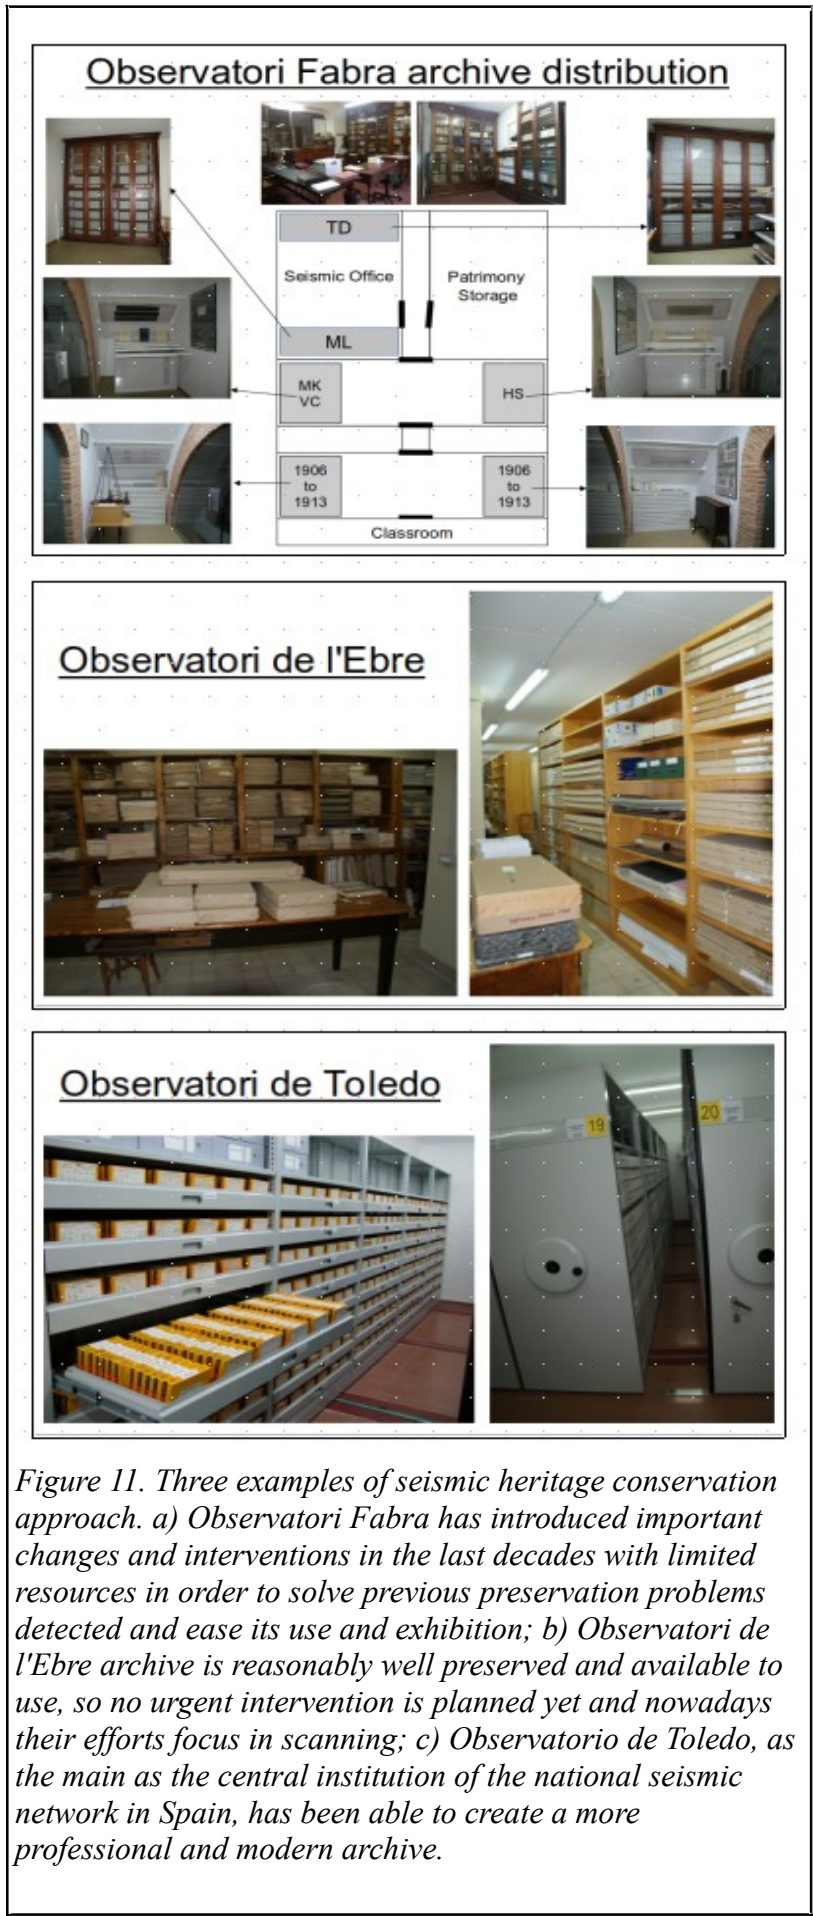 Observatori Fabra archive distribution
TD
Seismic Office
Patrimony
Storage
ML
MK
VC
HS
1906
to
1913
1906
to
1913
Classroom
Observatori de l'Ebre
Observatori de Toledo
19
20
Figure 11. Three examples of seismic heritage conservation
approach. a) Observatori Fabra has introduced important
changes and interventions in the last decades with limited
resources in order to solve previous preservation problems
detected and ease its use and exhibition; b) Observatori de
l'Ebre archive is reasonably well preserved and available to
use, so no urgent intervention is planned yet and nowadays
their efforts focus in scanning; c) Observatorio de Toledo, as
the main as the central institution of the national seismic
network in Spain, has been able to create a more
professional and modern archive.